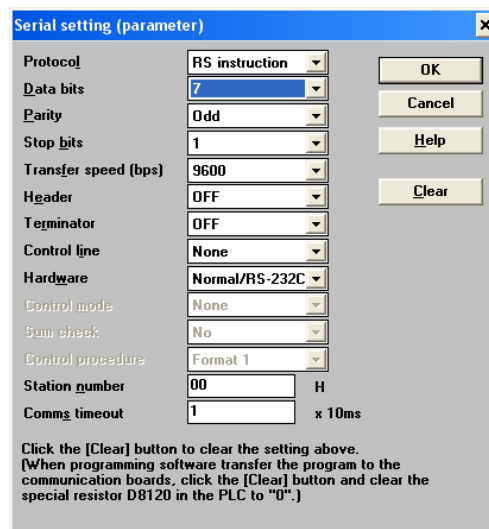 Serial setting (parameter)
Protocol RS instruction
Data bits 7
Parity Odd
Stop bits 1
Transfer speed (bps) 9600
Header OFF
Terminator OFF
Control line None
Hardware Normal/RS-232C
Control mode None
Sum check No
Control procedure Format 1
Station number 00 H
Comms timeout 1 x 10ms
OK
Cancel
Help
Clear
Click the [Clear] button to clear the setting above.
(When programming software transfer the program to the
communication boards, click the [Clear] button and clear the
special resistor D8120 in the PLC to "0".)